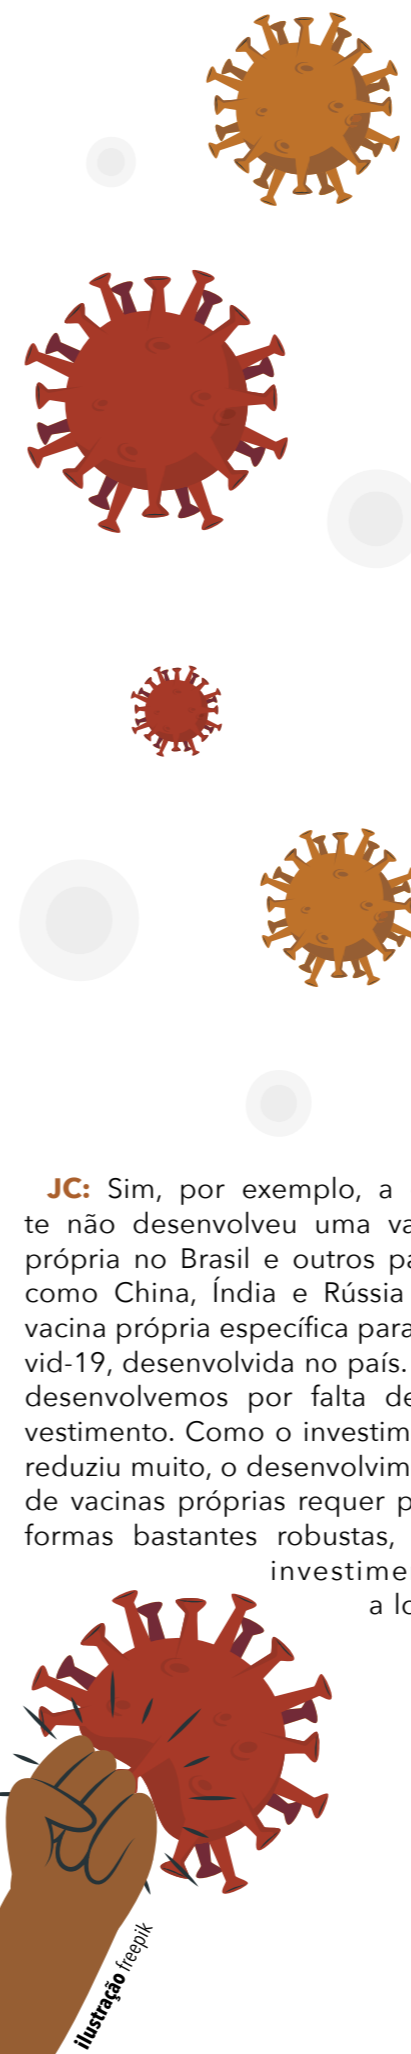 JC: Sim, por exemplo, a
te não desenvolveu uma va
própria no Brasil e outros pa
como China, Índia e Rússia
vacina própria específica para
vid-19, desenvolvida no país.
desenvolvemos por falta de
vestimento. Como o investim
reduziu muito, o desenvolvim
de vacinas próprias requer p
formas bastantes robustas,
investime
a lo
ilustração freepik